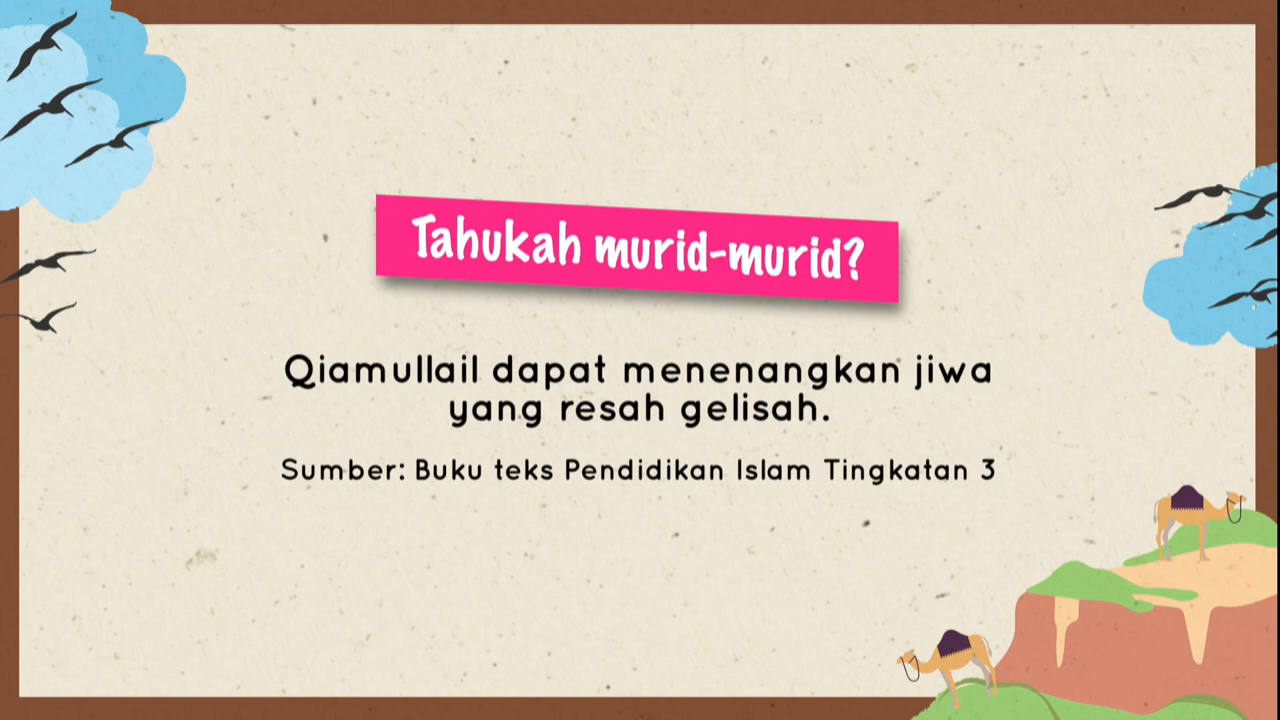 Tahukah murid-murid?
Qiamullail dapat menenangkan jiwa
yang resah gelisah.
Sumber: Buku teks Pendidikan Islam Tingkatan 3